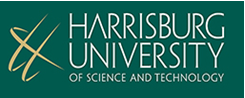 HARRISBURG
UNIVERSITY
OF SCIENCE AND TECHNOLOGY